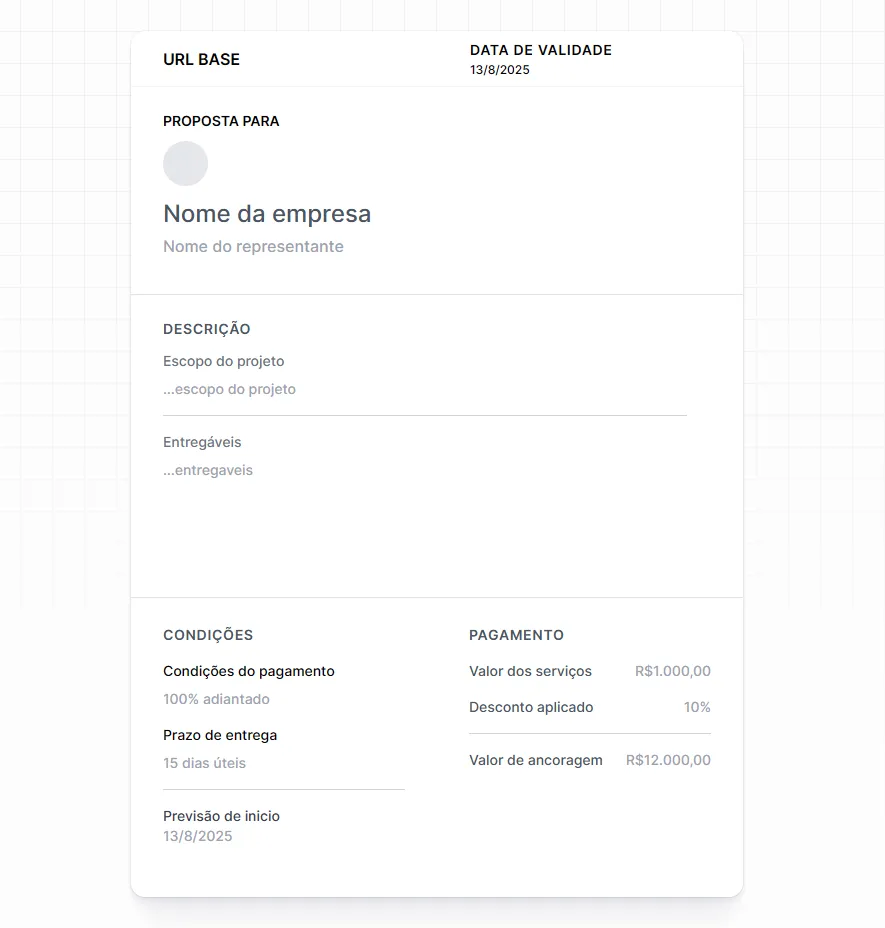 URL BASE
DATA DE VALIDADE
13/8/2025
PROPOSTA PARA
Nome da empresa
Nome do representante
DESCRIÇÃO
Escopo do projeto
...escopo do projeto
Entregáveis
...entregaveis
CONDIÇÕES
Condições do pagamento
100% adiantado
Prazo de entrega
15 dias úteis
Previsão de inicio
13/8/2025
PAGAMENTO
Valor dos serviços R$1.000,00
Desconto aplicado 10%
Valor de ancoragem R$12.000,00